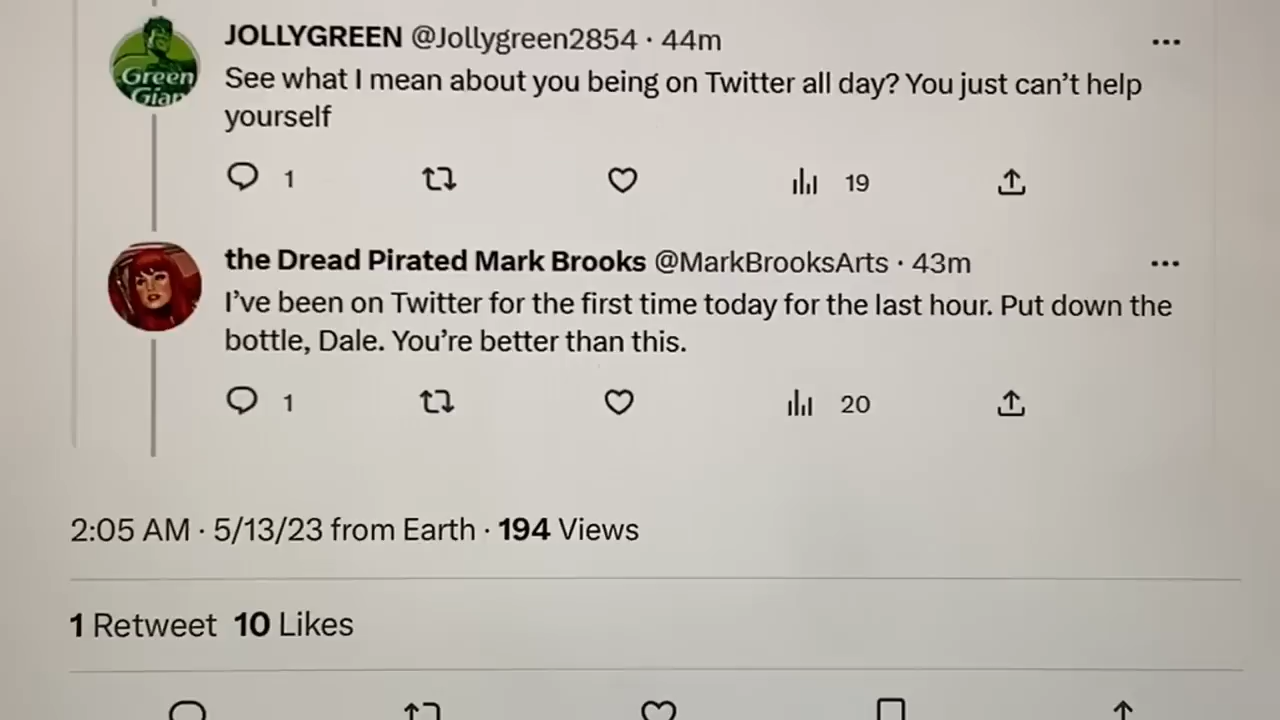 JOLLYGREEN @Jollygreen2854 · 44m
Green
Giant
See what I mean about you being on Twitter all day? You just can’t help
yourself
1 19
the Dread Pirated Mark Brooks @MarkBrooksArts · 43m
I’ve been on Twitter for the first time today for the last hour. Put down the
bottle, Dale. You’re better than this.
1 20
2:05 AM · 5/13/23 from Earth · 194 Views
1 Retweet 10 Likes